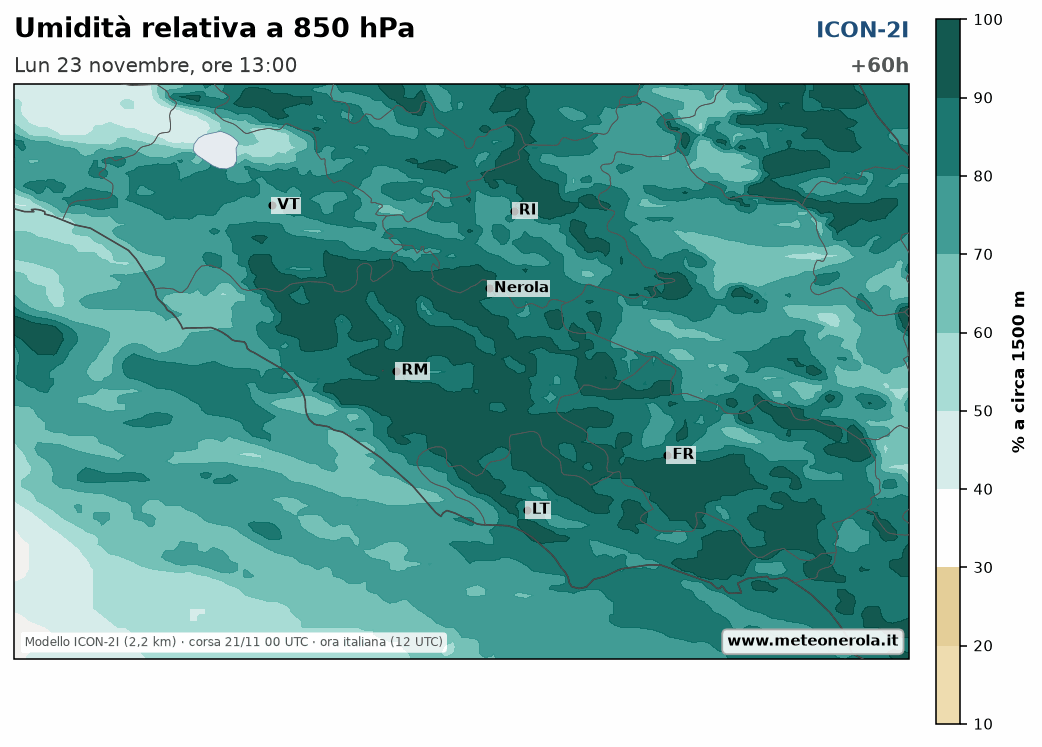 Umidità relativa a 850 hPa
ICON-2I
Lun 23 novembre, ore 13:00
+60h
100
90
80
70
60
50
40
30
20
10
% a circa 1500 m
VT
RI
Nerola
RM
FR
LT
Modello ICON-2I (2,2 km) · corsa 21/11 00 UTC · ora italiana (12 UTC)
www.meteonerola.it